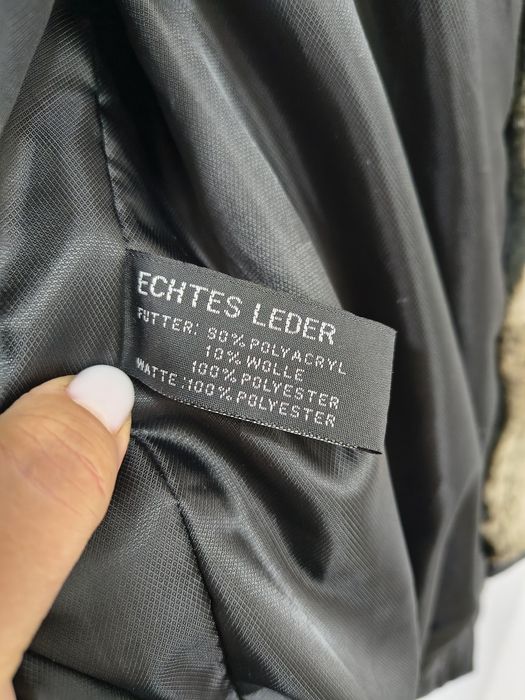 ECHTES LEDER
FUTTER: 90% POLYACRYL
10% WOLLE
100% POLYESTER
WATTE: 100% POLYESTER